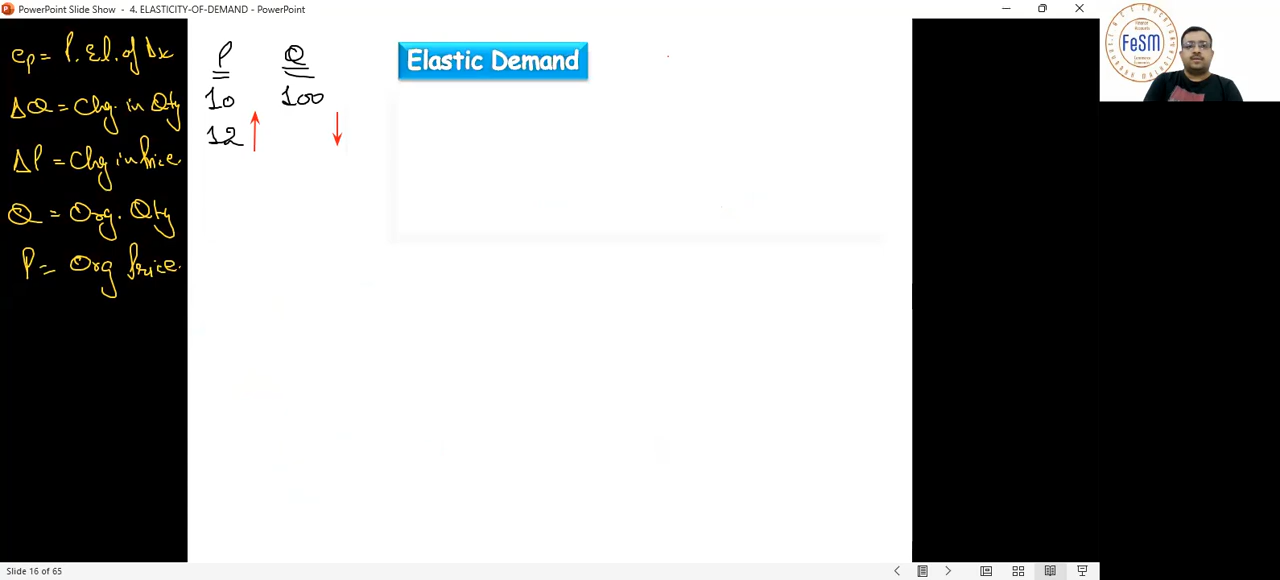 PowerPoint Slide Show - 4. ELASTICITY-OF-DEMAND - PowerPoint
ep = P. El. of Dx
ΔQ = Chg. in Qty
ΔP = Chg in Price
Q = Org. Qty
P = Org Price.
P Q
10 100
12
Elastic Demand
FeSM
Slide 16 of 65